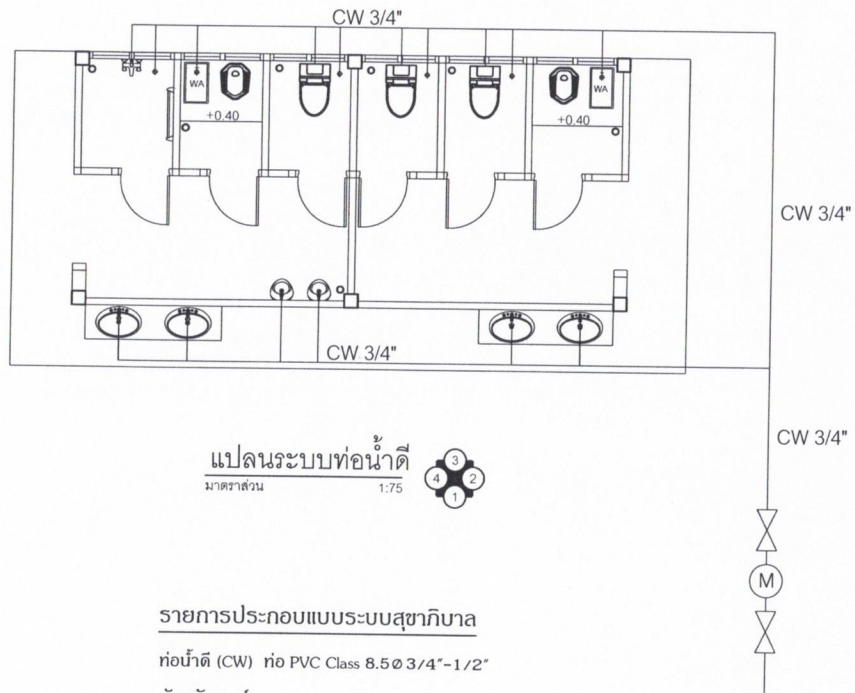 CW 3/4"
WA
WA
+0.40
+0.40
CW 3/4"
CW 3/4"
CW 3/4"
แปลนระบบท่อน้ำดี
มาตราส่วน 1:75
3
4 2
1
M
รายการประกอบแบบระบบสุขาภิบาล
ท่อน้ำดี (CW) ท่อ PVC Class 8.5 Ø 3/4"-1/2"